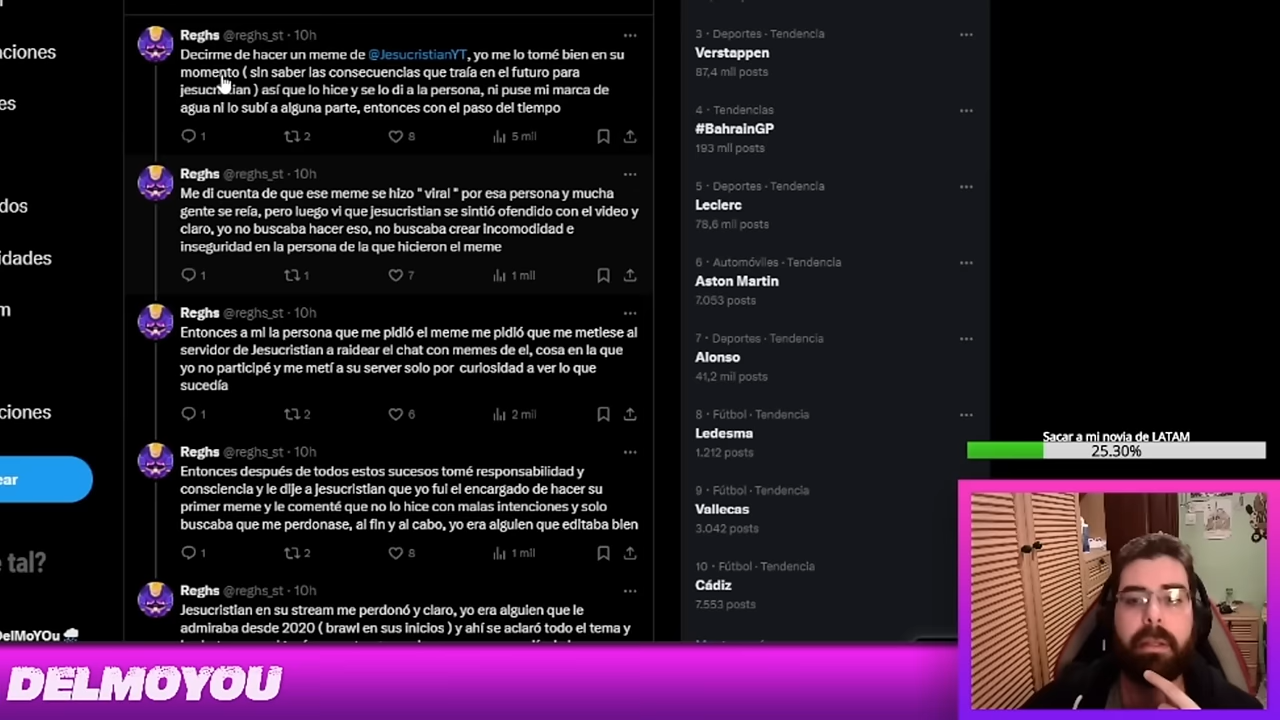 aciones
es
dos
idades
m
ciones
ear
e tal?
DelMoYOu
Reghs @reghs_st · 10h
Decirme de hacer un meme de @JesucristianYT, yo me lo tomé bien en su
momento ( sin saber las consecuencias que traía en el futuro para
jesucristian ) así que lo hice y se lo di a la persona, ni puse mi marca de
agua ni lo subí a alguna parte, entonces con el paso del tiempo
1 2 8 5 mil
Reghs @reghs_st · 10h
Me di cuenta de que ese meme se hizo " viral " por esa persona y mucha
gente se reía, pero luego vi que jesucristian se sintió ofendido con el video y
claro, yo no buscaba hacer eso, no buscaba crear incomodidad e
inseguridad en la persona de la que hicieron el meme
1 1 7 1 mil
Reghs @reghs_st · 10h
Entonces a mi la persona que me pidió el meme me pidió que me metiese al
servidor de Jesucristian a raidear el chat con memes de el, cosa en la que
yo no participé y me metí a su server solo por curiosidad a ver lo que
sucedía
1 2 6 2 mil
Reghs @reghs_st · 10h
Entonces después de todos estos sucesos tomé responsabilidad y
consciencia y le dije a jesucristian que yo fui el encargado de hacer su
primer meme y le comenté que no lo hice con malas intenciones y solo
buscaba que me perdonase, al fin y al cabo, yo era alguien que editaba bien
1 2 8 1 mil
Reghs @reghs_st · 10h
Jesucristian en su stream me perdonó y claro, yo era alguien que le
admiraba desde 2020 ( brawl en sus inicios ) y ahí se aclaró todo el tema y
3 · Deportes · Tendencia
Verstappen
87,4 mil posts
4 · Tendencias
#BahrainGP
193 mil posts
5 · Deportes · Tendencia
Leclerc
78,6 mil posts
6 · Automóviles · Tendencia
Aston Martin
7.053 posts
7 · Deportes · Tendencia
Alonso
41,2 mil posts
8 · Fútbol · Tendencia
Ledesma
1.212 posts
9 · Fútbol · Tendencia
Vallecas
3.042 posts
10 · Fútbol · Tendencia
Cádiz
7.553 posts
Sacar a mi novia de LATAM
25.30%
DELMOYOU